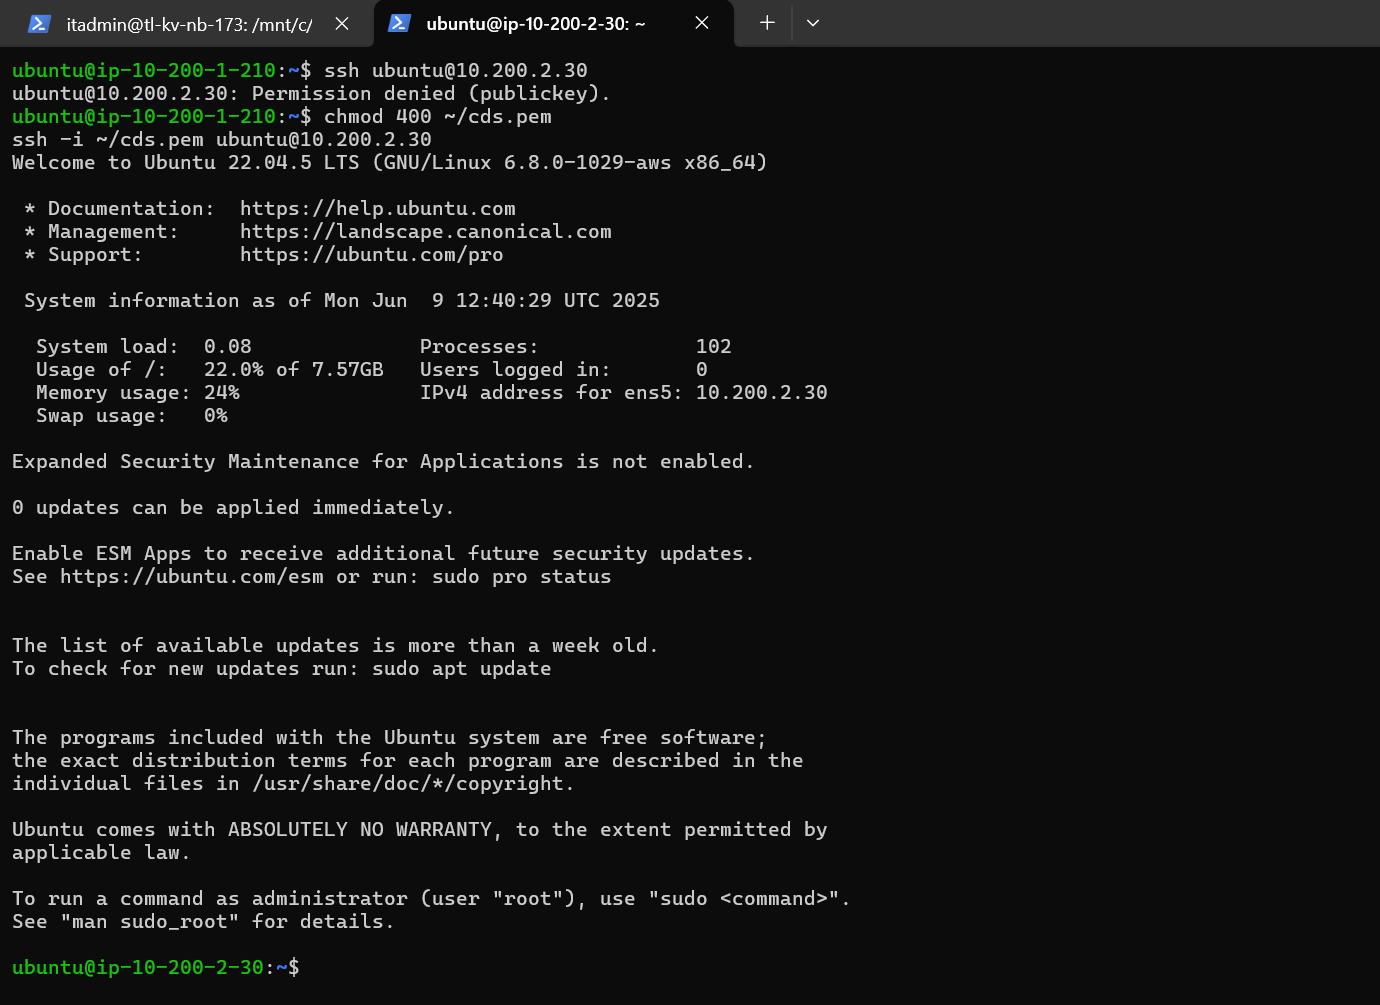 itadmin@tl-kv-nb-173: /mnt/c/
ubuntu@ip-10-200-2-30: ~
ubuntu@ip-10-200-1-210:~$ ssh ubuntu@10.200.2.30
ubuntu@10.200.2.30: Permission denied (publickey).
ubuntu@ip-10-200-1-210:~$ chmod 400 ~/cds.pem
ssh -i ~/cds.pem ubuntu@10.200.2.30
Welcome to Ubuntu 22.04.5 LTS (GNU/Linux 6.8.0-1029-aws x86_64)

 * Documentation:  https://help.ubuntu.com
 * Management:     https://landscape.canonical.com
 * Support:        https://ubuntu.com/pro

 System information as of Mon Jun  9 12:40:29 UTC 2025

  System load:  0.08              Processes:             102
  Usage of /:   22.0% of 7.57GB   Users logged in:       0
  Memory usage: 24%               IPv4 address for ens5: 10.200.2.30
  Swap usage:   0%

Expanded Security Maintenance for Applications is not enabled.

0 updates can be applied immediately.

Enable ESM Apps to receive additional future security updates.
See https://ubuntu.com/esm or run: sudo pro status


The list of available updates is more than a week old.
To check for new updates run: sudo apt update


The programs included with the Ubuntu system are free software;
the exact distribution terms for each program are described in the
individual files in /usr/share/doc/*/copyright.

Ubuntu comes with ABSOLUTELY NO WARRANTY, to the extent permitted by
applicable law.

To run a command as administrator (user "root"), use "sudo <command>".
See "man sudo_root" for details.

ubuntu@ip-10-200-2-30:~$